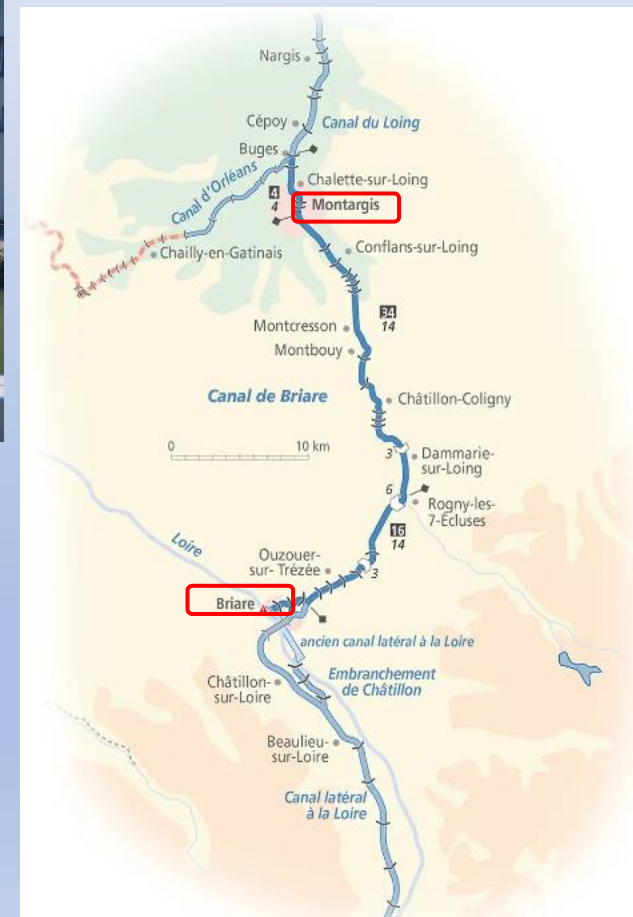 Nargis
Cépoy
Canal du Loing
Buges
Canal d'Orléans
Chalette-sur-Loing
4
4
Montargis
Chailly-en-Gatinais
Conflans-sur-Loing
34
14
Montcresson
Montbouy
Canal de Briare
Châtillon-Coligny
0 10 km
3
Dammarie-
sur-Loing
6
Rogny-les-
7-Écluses
16
14
Loire
Ouzouer-
sur- Trézée
3
Briare
ancien canal latéral à la Loire
Embranchement
de Châtillon
Châtillon-
sur-Loire
Beaulieu-
sur-Loire
Canal latéral
à la Loire